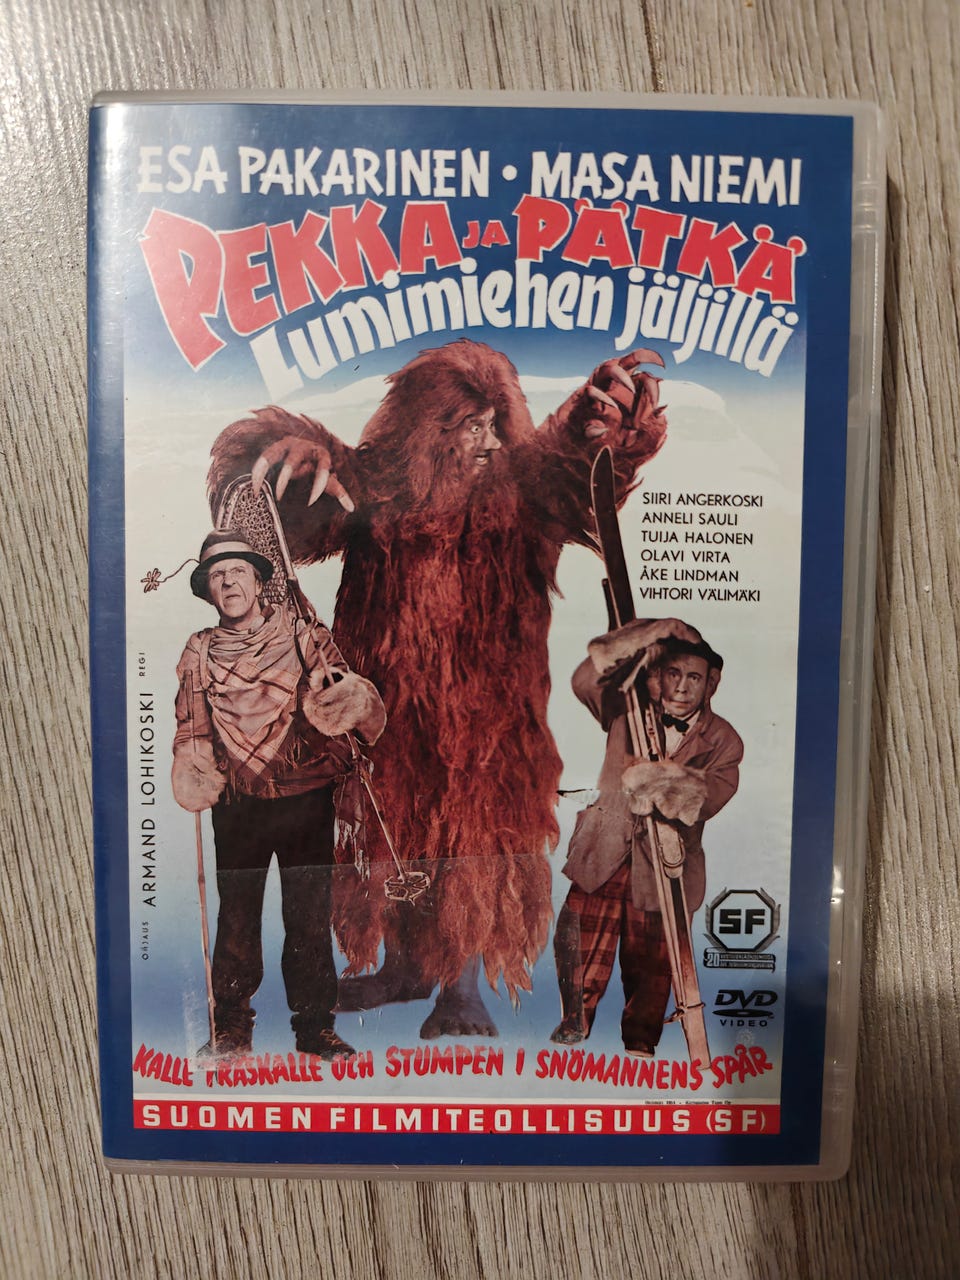 ESA PAKARINEN • MASA NIEMI
PEKKA JA PÄTKÄ
Lumimiehen jäljillä
SIIRI ANGERKOSKI
ANNELI SAULI
TUIJA HALONEN
OLAVI VIRTA
ÅKE LINDMAN
VIHTORI VÄLIMÄKI
OHJAUS ARMAND LOHIKOSKI REGI
SF
20
DVD
VIDEO
KALLE TRÄSKALLE OCH STUMPEN I SNÖMANNENS SPÅR
SUOMEN FILMITEOLLISUUS (SF)